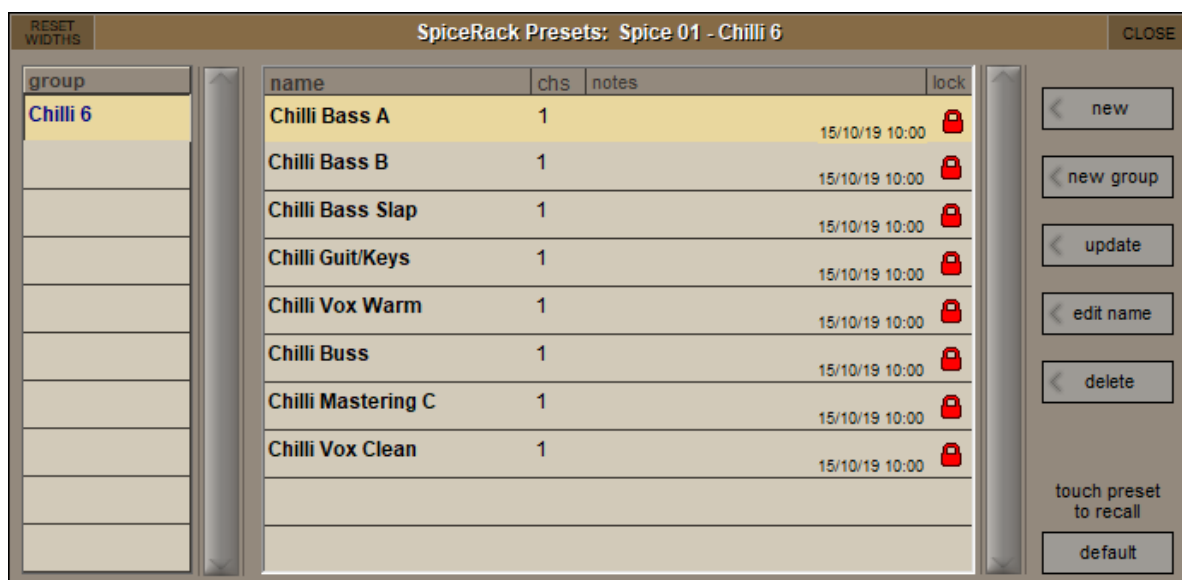 RESET
WIDTHS
SpiceRack Presets: Spice 01 - Chilli 6
CLOSE
group
Chilli 6
name chs notes lock
Chilli Bass A 1 15/10/19 10:00
Chilli Bass B 1 15/10/19 10:00
Chilli Bass Slap 1 15/10/19 10:00
Chilli Guit/Keys 1 15/10/19 10:00
Chilli Vox Warm 1 15/10/19 10:00
Chilli Buss 1 15/10/19 10:00
Chilli Mastering C 1 15/10/19 10:00
Chilli Vox Clean 1 15/10/19 10:00
new
new group
update
edit name
delete
touch preset
to recall
default